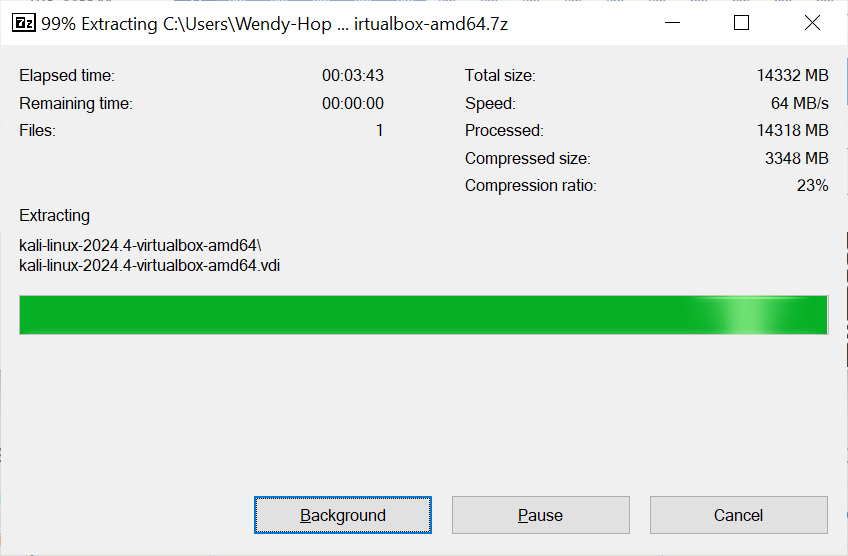 7z 99% Extracting C:\Users\Wendy-Hop ... irtualbox-amd64.7z
Elapsed time: 00:03:43 Total size: 14332 MB
Remaining time: 00:00:00 Speed: 64 MB/s
Files: 1 Processed: 14318 MB
Compressed size: 3348 MB
Compression ratio: 23%
Extracting
kali-linux-2024.4-virtualbox-amd64\
kali-linux-2024.4-virtualbox-amd64.vdi
Background Pause Cancel